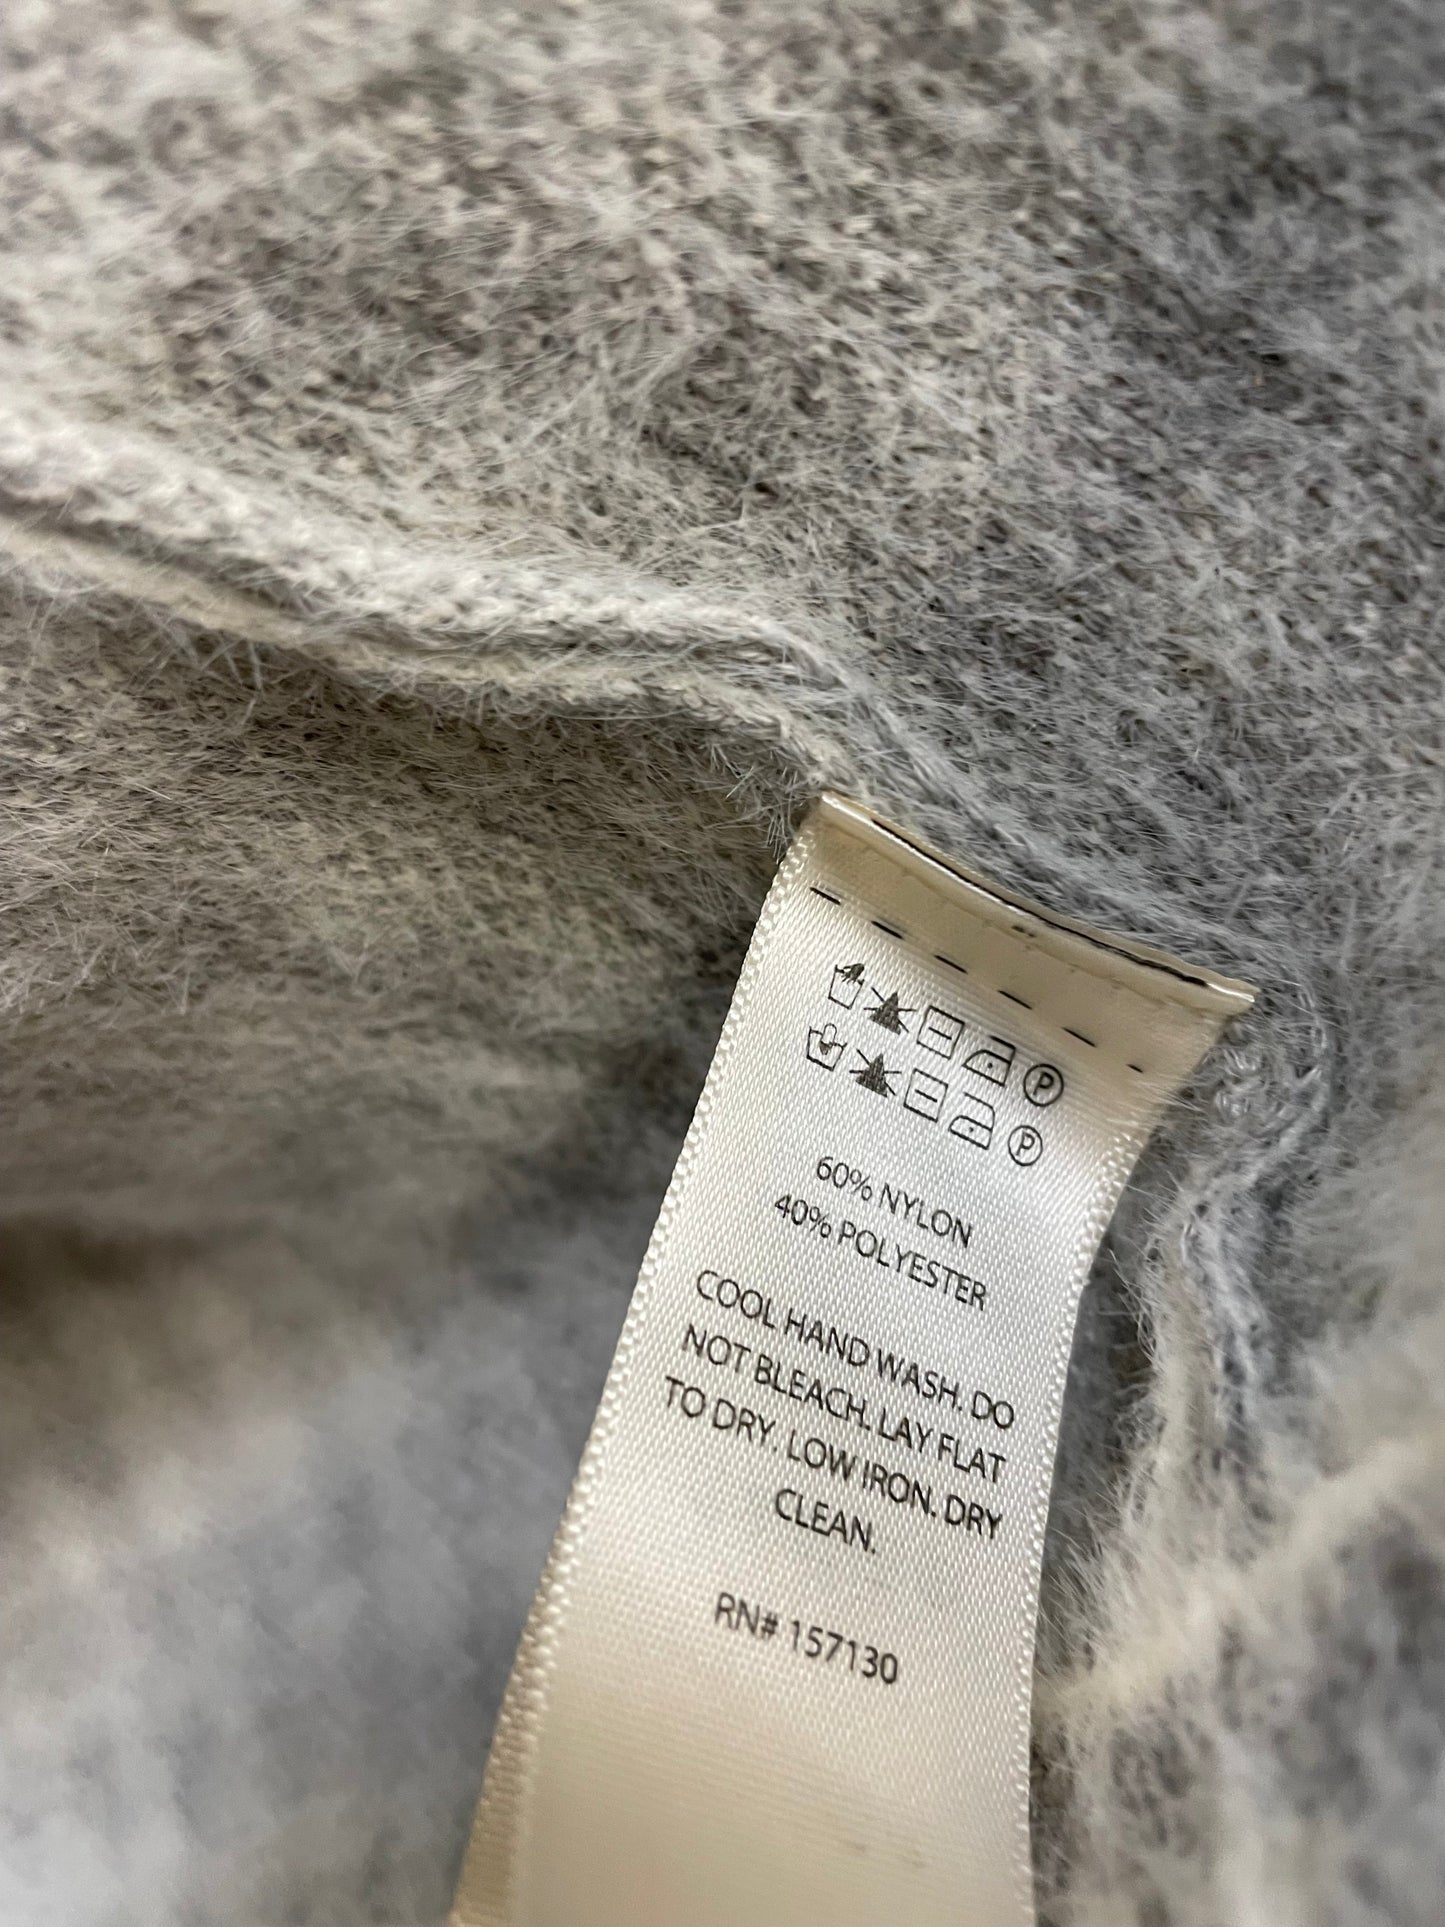 P
P
60% NYLON
40% POLYESTER
COOL HAND WASH. DO
NOT BLEACH. LAY FLAT
TO DRY. LOW IRON. DRY
CLEAN.
RN# 157130